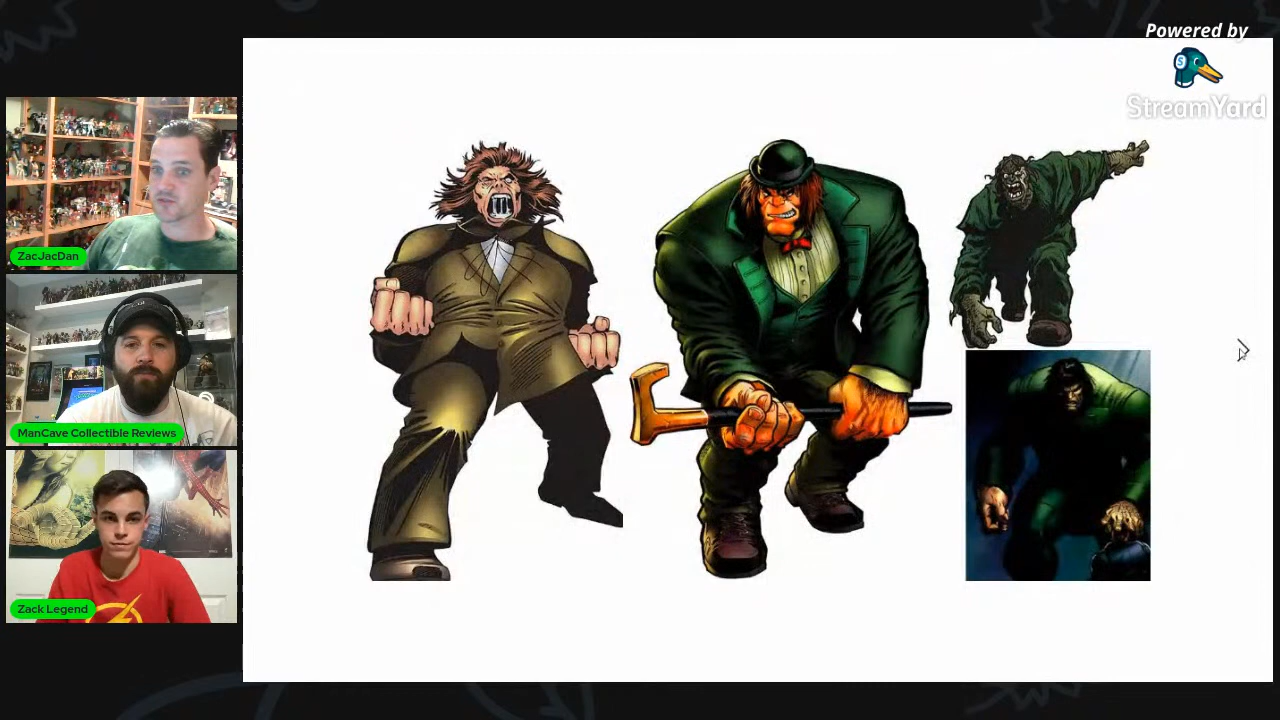 Powered by
StreamYard
ZacJacDan
ManCave Collectible Reviews
Zack Legend